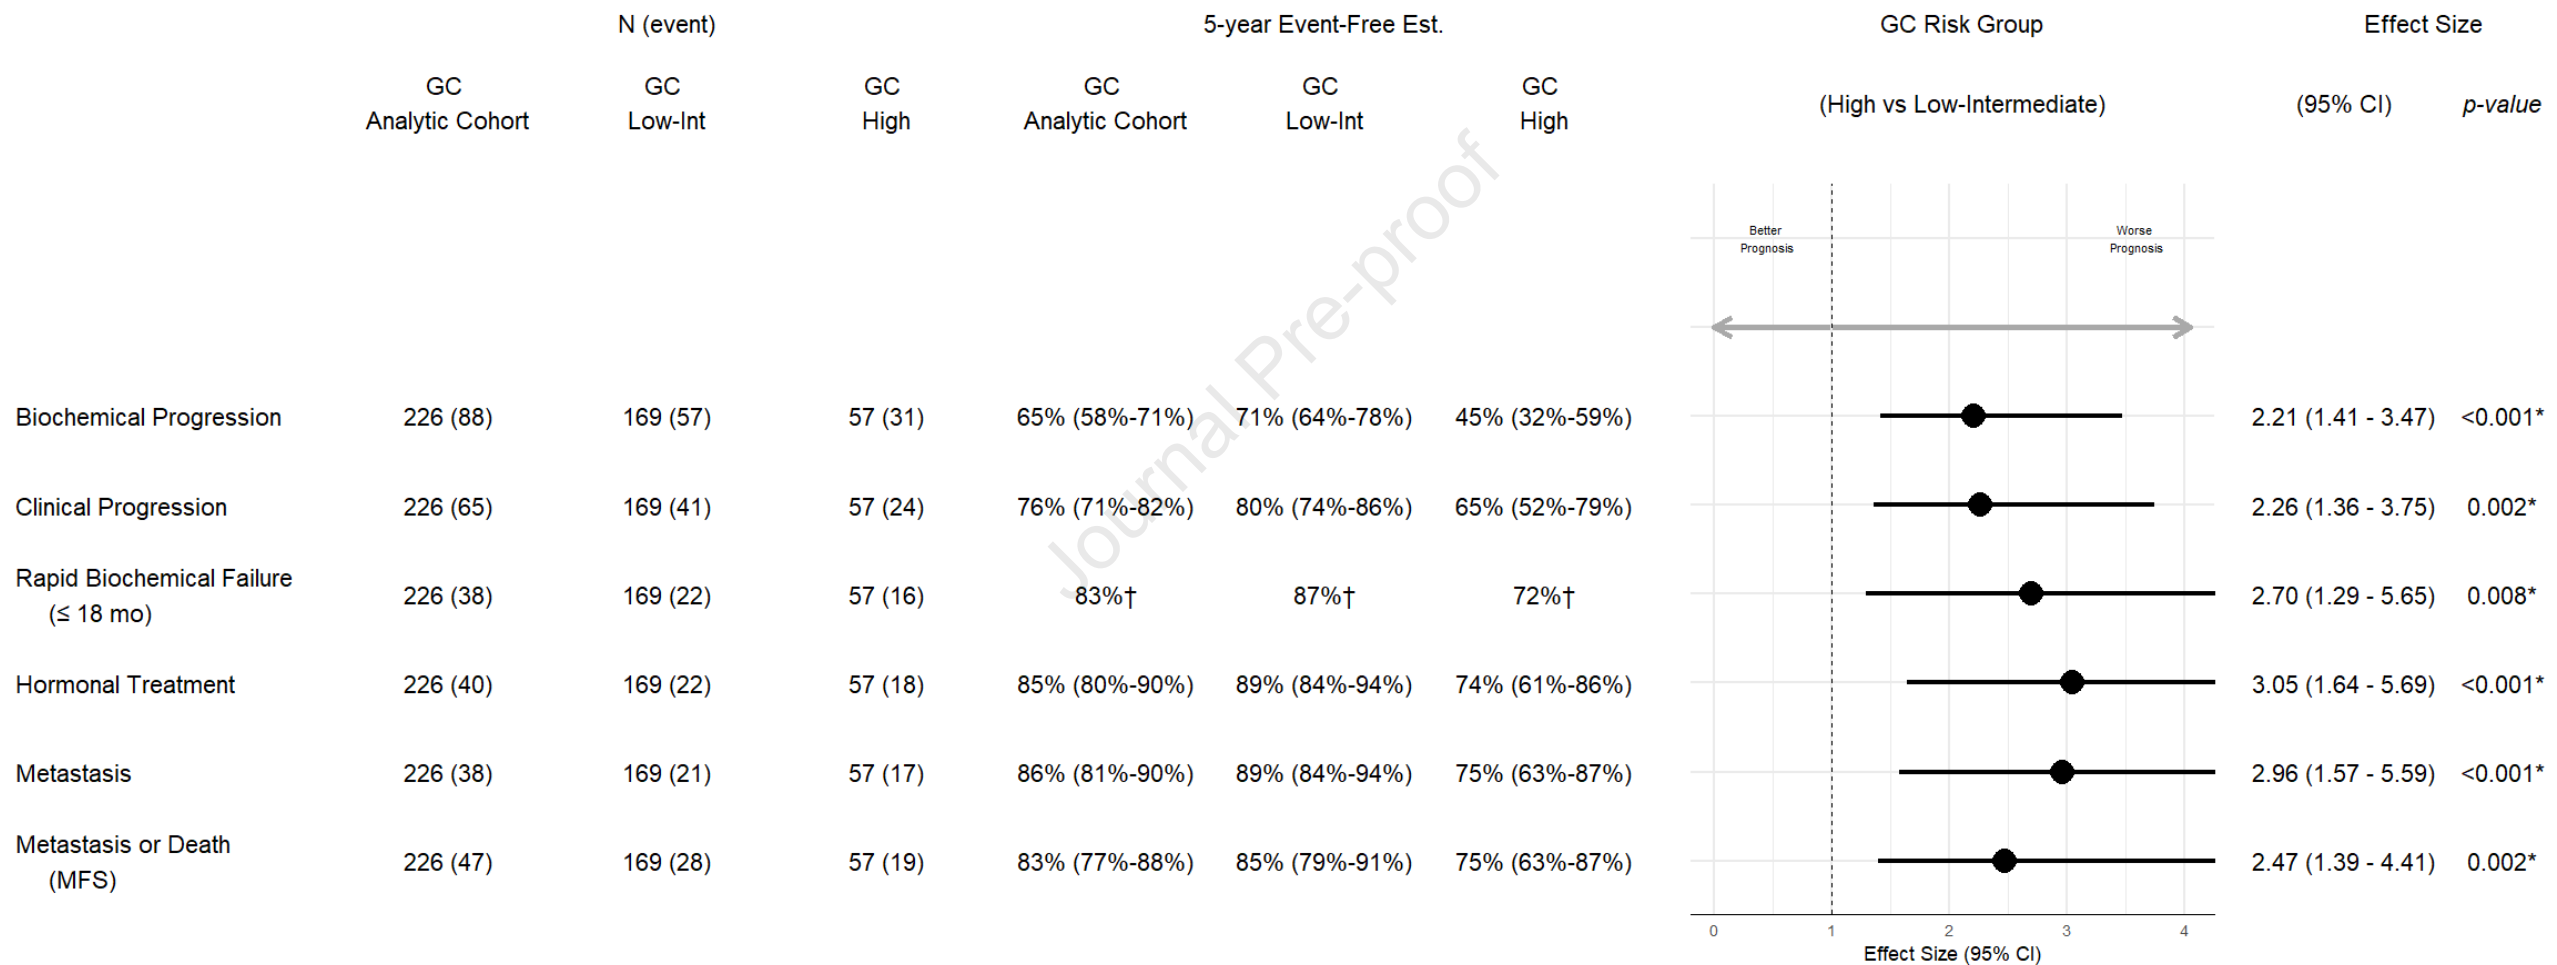 N (event) 5-year Event-Free Est. GC Risk Group Effect Size
GC GC GC GC GC GC
Analytic Cohort Low-Int High Analytic Cohort Low-Int High (High vs Low-Intermediate) (95% CI) p-value
Better Worse
Prognosis Prognosis
Journal Pre-proof
Biochemical Progression 226 (88) 169 (57) 57 (31) 65% (58%-71%) 71% (64%-78%) 45% (32%-59%) 2.21 (1.41 - 3.47) <0.001*
Clinical Progression 226 (65) 169 (41) 57 (24) 76% (71%-82%) 80% (74%-86%) 65% (52%-79%) 2.26 (1.36 - 3.75) 0.002*
Rapid Biochemical Failure
(≤ 18 mo) 226 (38) 169 (22) 57 (16) 83%† 87%† 72%† 2.70 (1.29 - 5.65) 0.008*
Hormonal Treatment 226 (40) 169 (22) 57 (18) 85% (80%-90%) 89% (84%-94%) 74% (61%-86%) 3.05 (1.64 - 5.69) <0.001*
Metastasis 226 (38) 169 (21) 57 (17) 86% (81%-90%) 89% (84%-94%) 75% (63%-87%) 2.96 (1.57 - 5.59) <0.001*
Metastasis or Death
(MFS) 226 (47) 169 (28) 57 (19) 83% (77%-88%) 85% (79%-91%) 75% (63%-87%) 2.47 (1.39 - 4.41) 0.002*
0 1 2 3 4
Effect Size (95% CI)